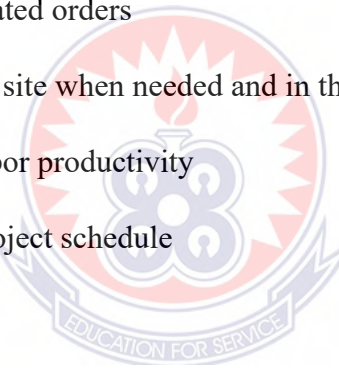 ated orders
site when needed and in th
oor productivity
oject schedule
EDUCATION FOR SERVICE